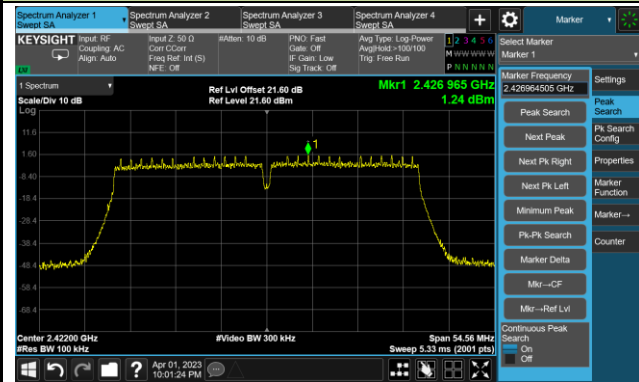 Spectrum Analyzer 1
Swept SA
Spectrum Analyzer 2
Swept SA
Spectrum Analyzer 3
Swept SA
Spectrum Analyzer 4
Swept SA
Marker
KEYSIGHT
Input: RF
Coupling: AC
Align: Auto
Input Z: 50 Ω
Corr CCorr
Freq Ref: Int (S)
NFE: Off
#Atten: 10 dB
PNO: Fast
Gate: Off
IF Gain: Low
Sig Track: Off
Avg Type: Log-Power
Avg|Hold >100/100
Trig: Free Run
1 2 3 4 5 6
M W W W W W
P N N N N N
Select Marker
Marker 1
1 Spectrum
Scale/Div 10 dB
Log
Ref Lvl Offset 21.60 dB
Ref Level 21.60 dBm
Mkr1 2.426 965 GHz
1.24 dBm
1
11.6
1.60
-8.40
-18.4
-28.4
-38.4
-48.4
-58.4
-68.4
Center 2.42200 GHz
#Res BW 100 kHz
#Video BW 300 kHz
Span 54.56 MHz
Sweep 5.33 ms (2001 pts)
Marker Frequency
2.426964505 GHz
Peak Search
Next Peak
Next Pk Right
Next Pk Left
Minimum Peak
Pk-Pk Search
Marker Delta
Mkr→CF
Mkr→Ref Lvl
Continuous Peak
Search
On
Off
Settings
Peak
Search
Pk Search
Config
Properties
Marker
Function
Marker→
Counter
?
Apr 01, 2023
10:01:24 PM